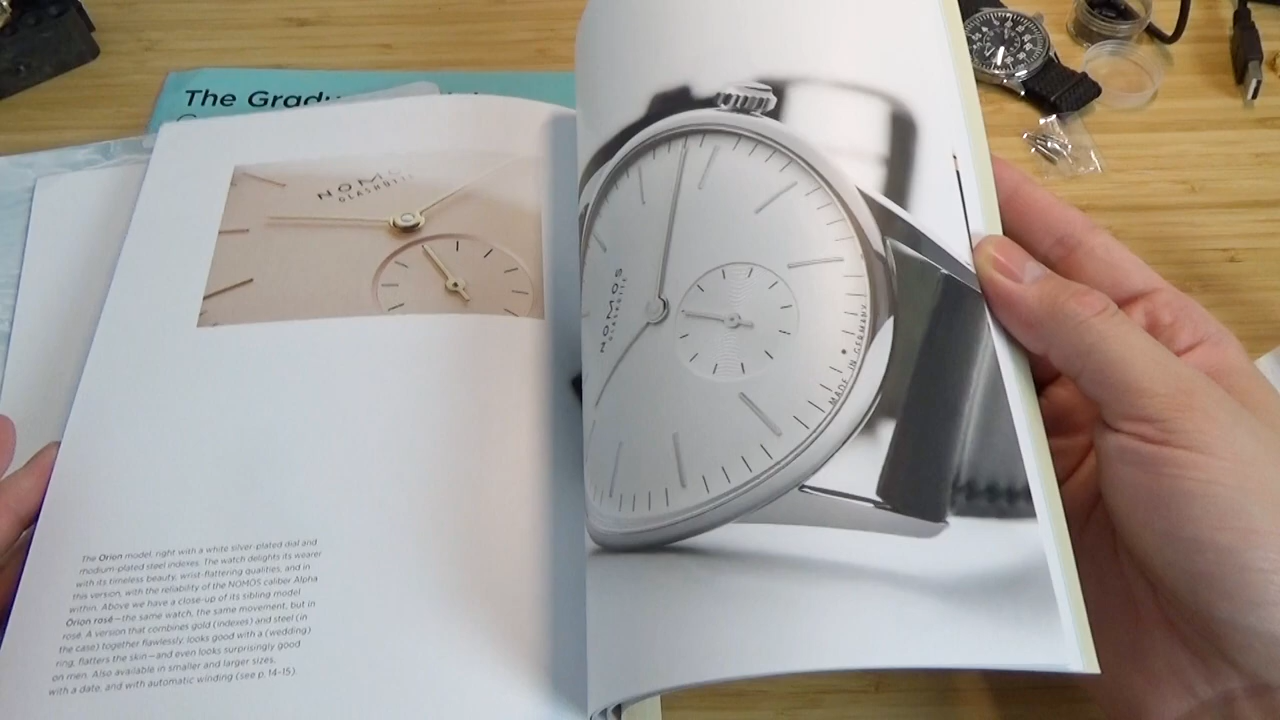 The Gradu
NOMOS
GLASHÜTTE
NOMOS
GLASHÜTTE
MADE IN GERMANY
The Orion model, right with a white silver-plated dial and
rhodium-plated steel indexes. The watch delights its wearer
with its timeless beauty, wrist-flattering qualities, and in
this version, with the reliability of the NOMOS caliber Alpha
within. Above we have a close-up of its sibling model
Orion rosé—the same watch, the same movement, but in
rosé. A version that combines gold (indexes) and steel (in
the case) together flawlessly, looks good with a (wedding)
ring, flatters the skin—and even looks surprisingly good
on men. Also available in smaller and larger sizes,
with a date, and with automatic winding (see p. 14–15).